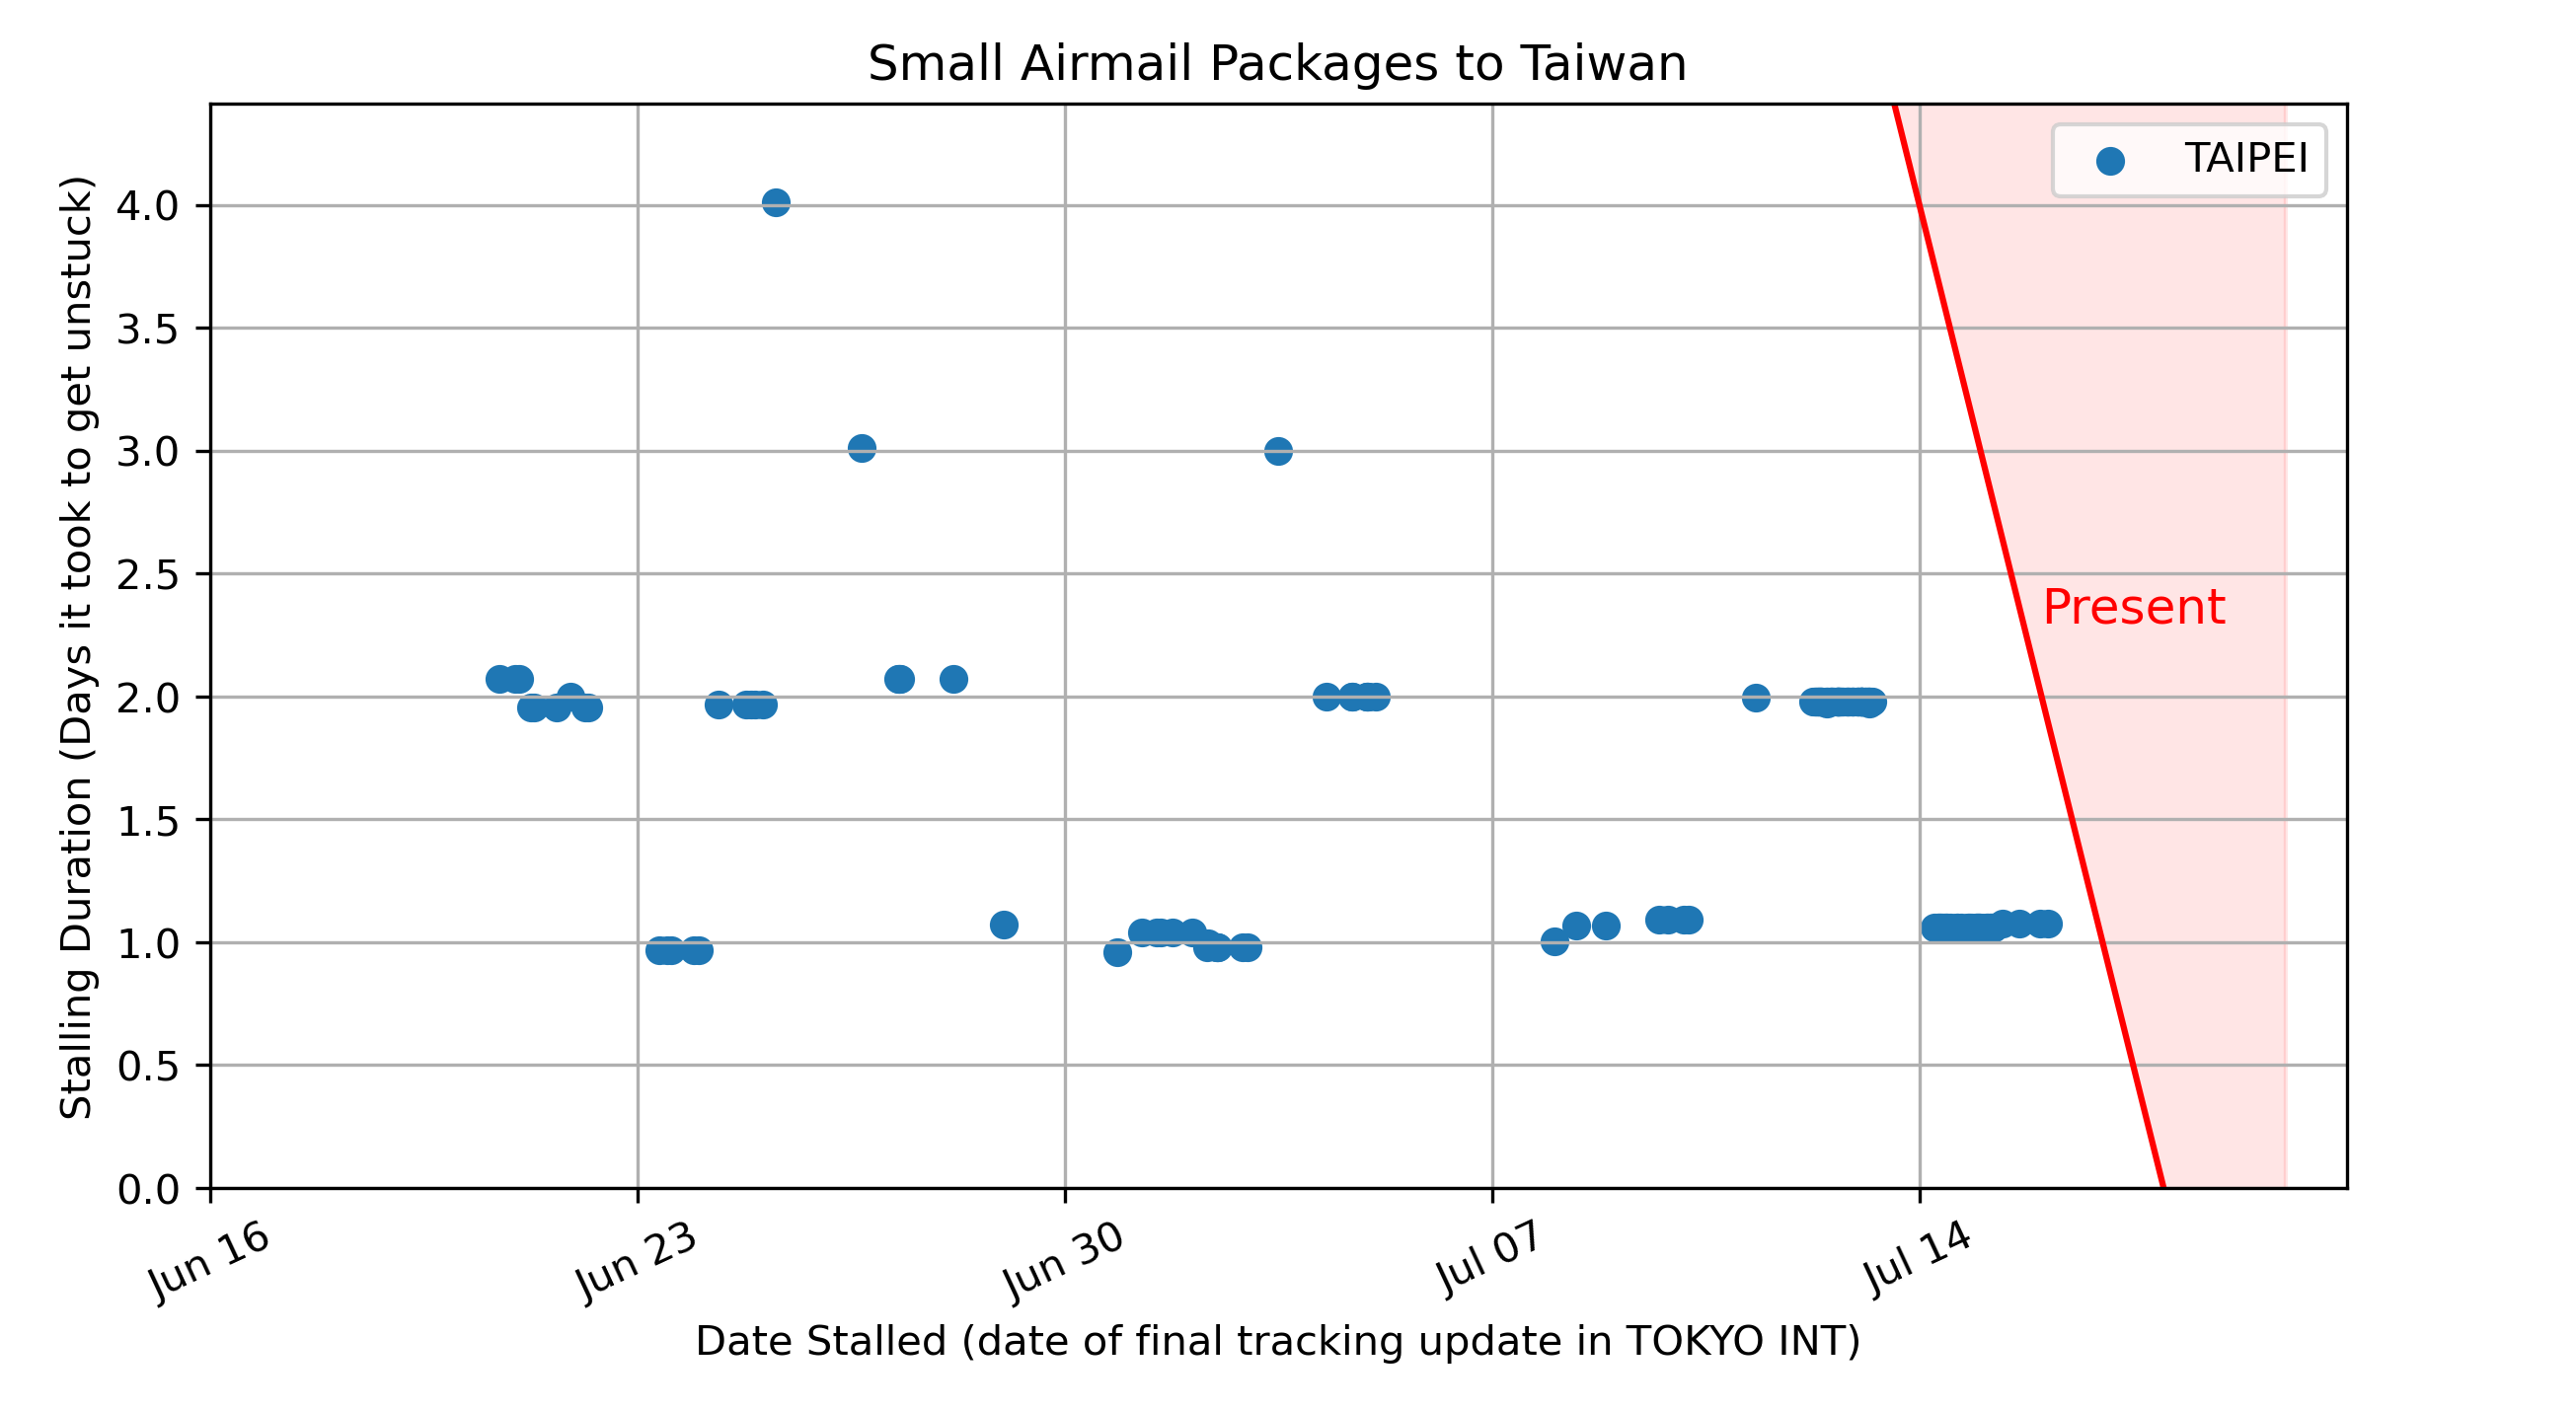 Small Airmail Packages to Taiwan
TAIPEI
Stalling Duration (Days it took to get unstuck)
4.0
3.5
3.0
2.5
2.0
1.5
1.0
0.5
0.0
Present
Jun 16
Jun 23
Jun 30
Jul 07
Jul 14
Date Stalled (date of final tracking update in TOKYO INT)